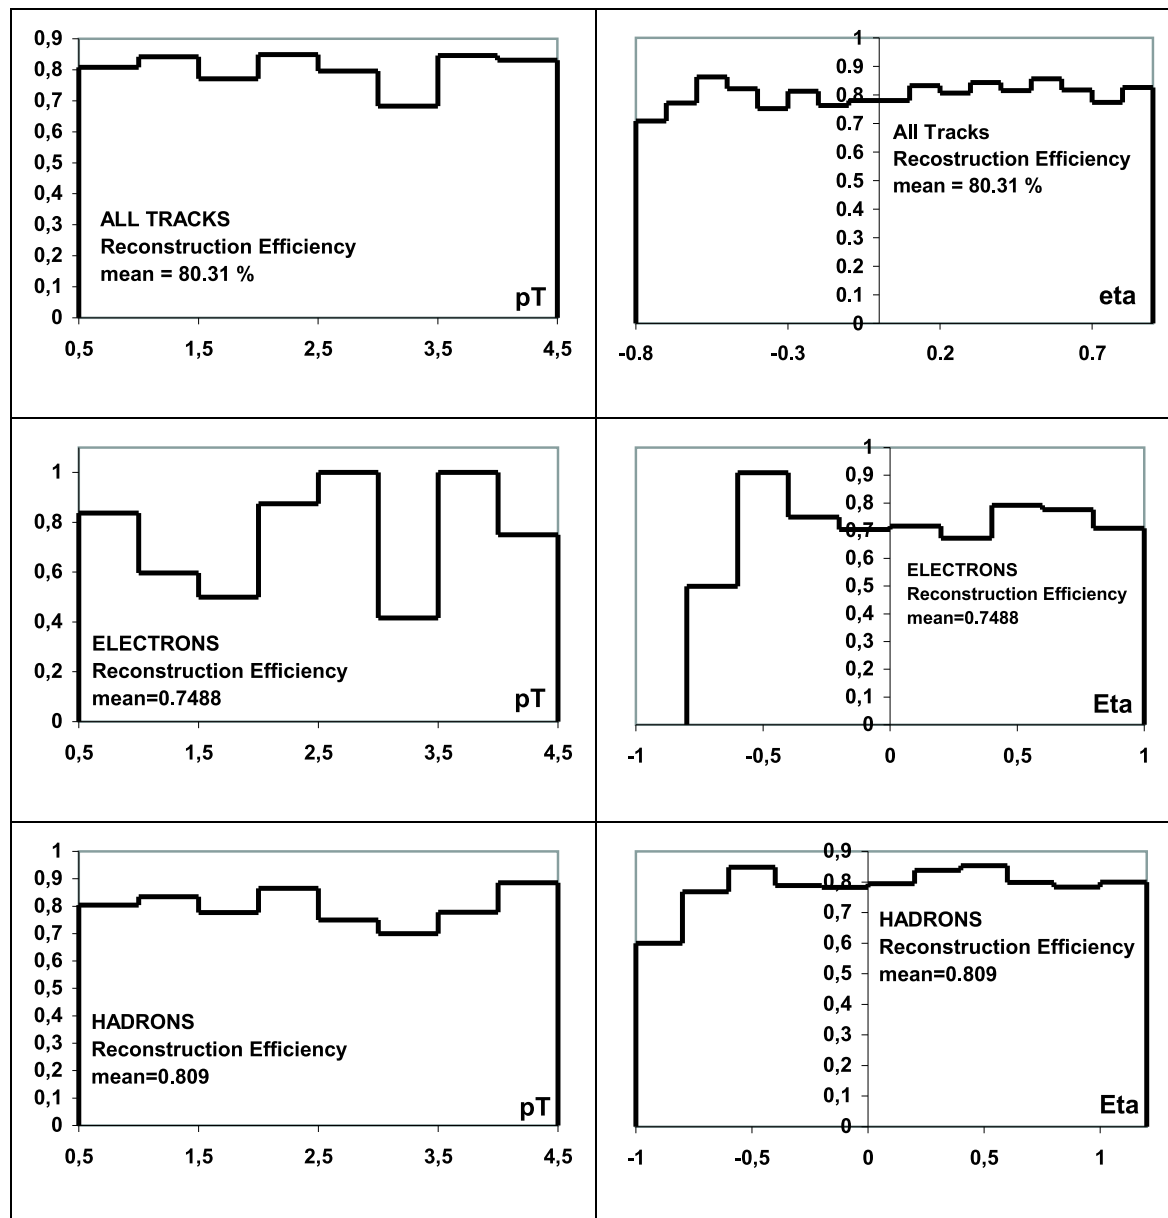 0,9
0,8
0,7
0,6
0,5
0,4
0,3
0,2
0,1
0
ALL TRACKS
Reconstruction Efficiency
mean = 80.31 %
pT
0,5 1,5 2,5 3,5 4,5
1
0.9
0.8
0.7
0.6
0.5
0.4
0.3
0.2
0.1
0
All Tracks
Recostruction Efficiency
mean = 80.31 %
eta
-0.8 -0.3 0.2 0.7
1
0,8
0,6
0,4
0,2
0
ELECTRONS
Reconstruction Efficiency
mean=0.7488
pT
0,5 1,5 2,5 3,5 4,5
1
0,9
0,8
0,7
0,6
0,5
0,4
0,3
0,2
0,1
0
ELECTRONS
Reconstruction Efficiency
mean=0.7488
Eta
-1 -0,5 0 0,5 1
1
0,9
0,8
0,7
0,6
0,5
0,4
0,3
0,2
0,1
0
HADRONS
Reconstruction Efficiency
mean=0.809
pT
0,5 1,5 2,5 3,5 4,5
0,9
0,8
0,7
0,6
0,5
0,4
0,3
0,2
0,1
0
HADRONS
Reconstruction Efficiency
mean=0.809
Eta
-1 -0,5 0 0,5 1